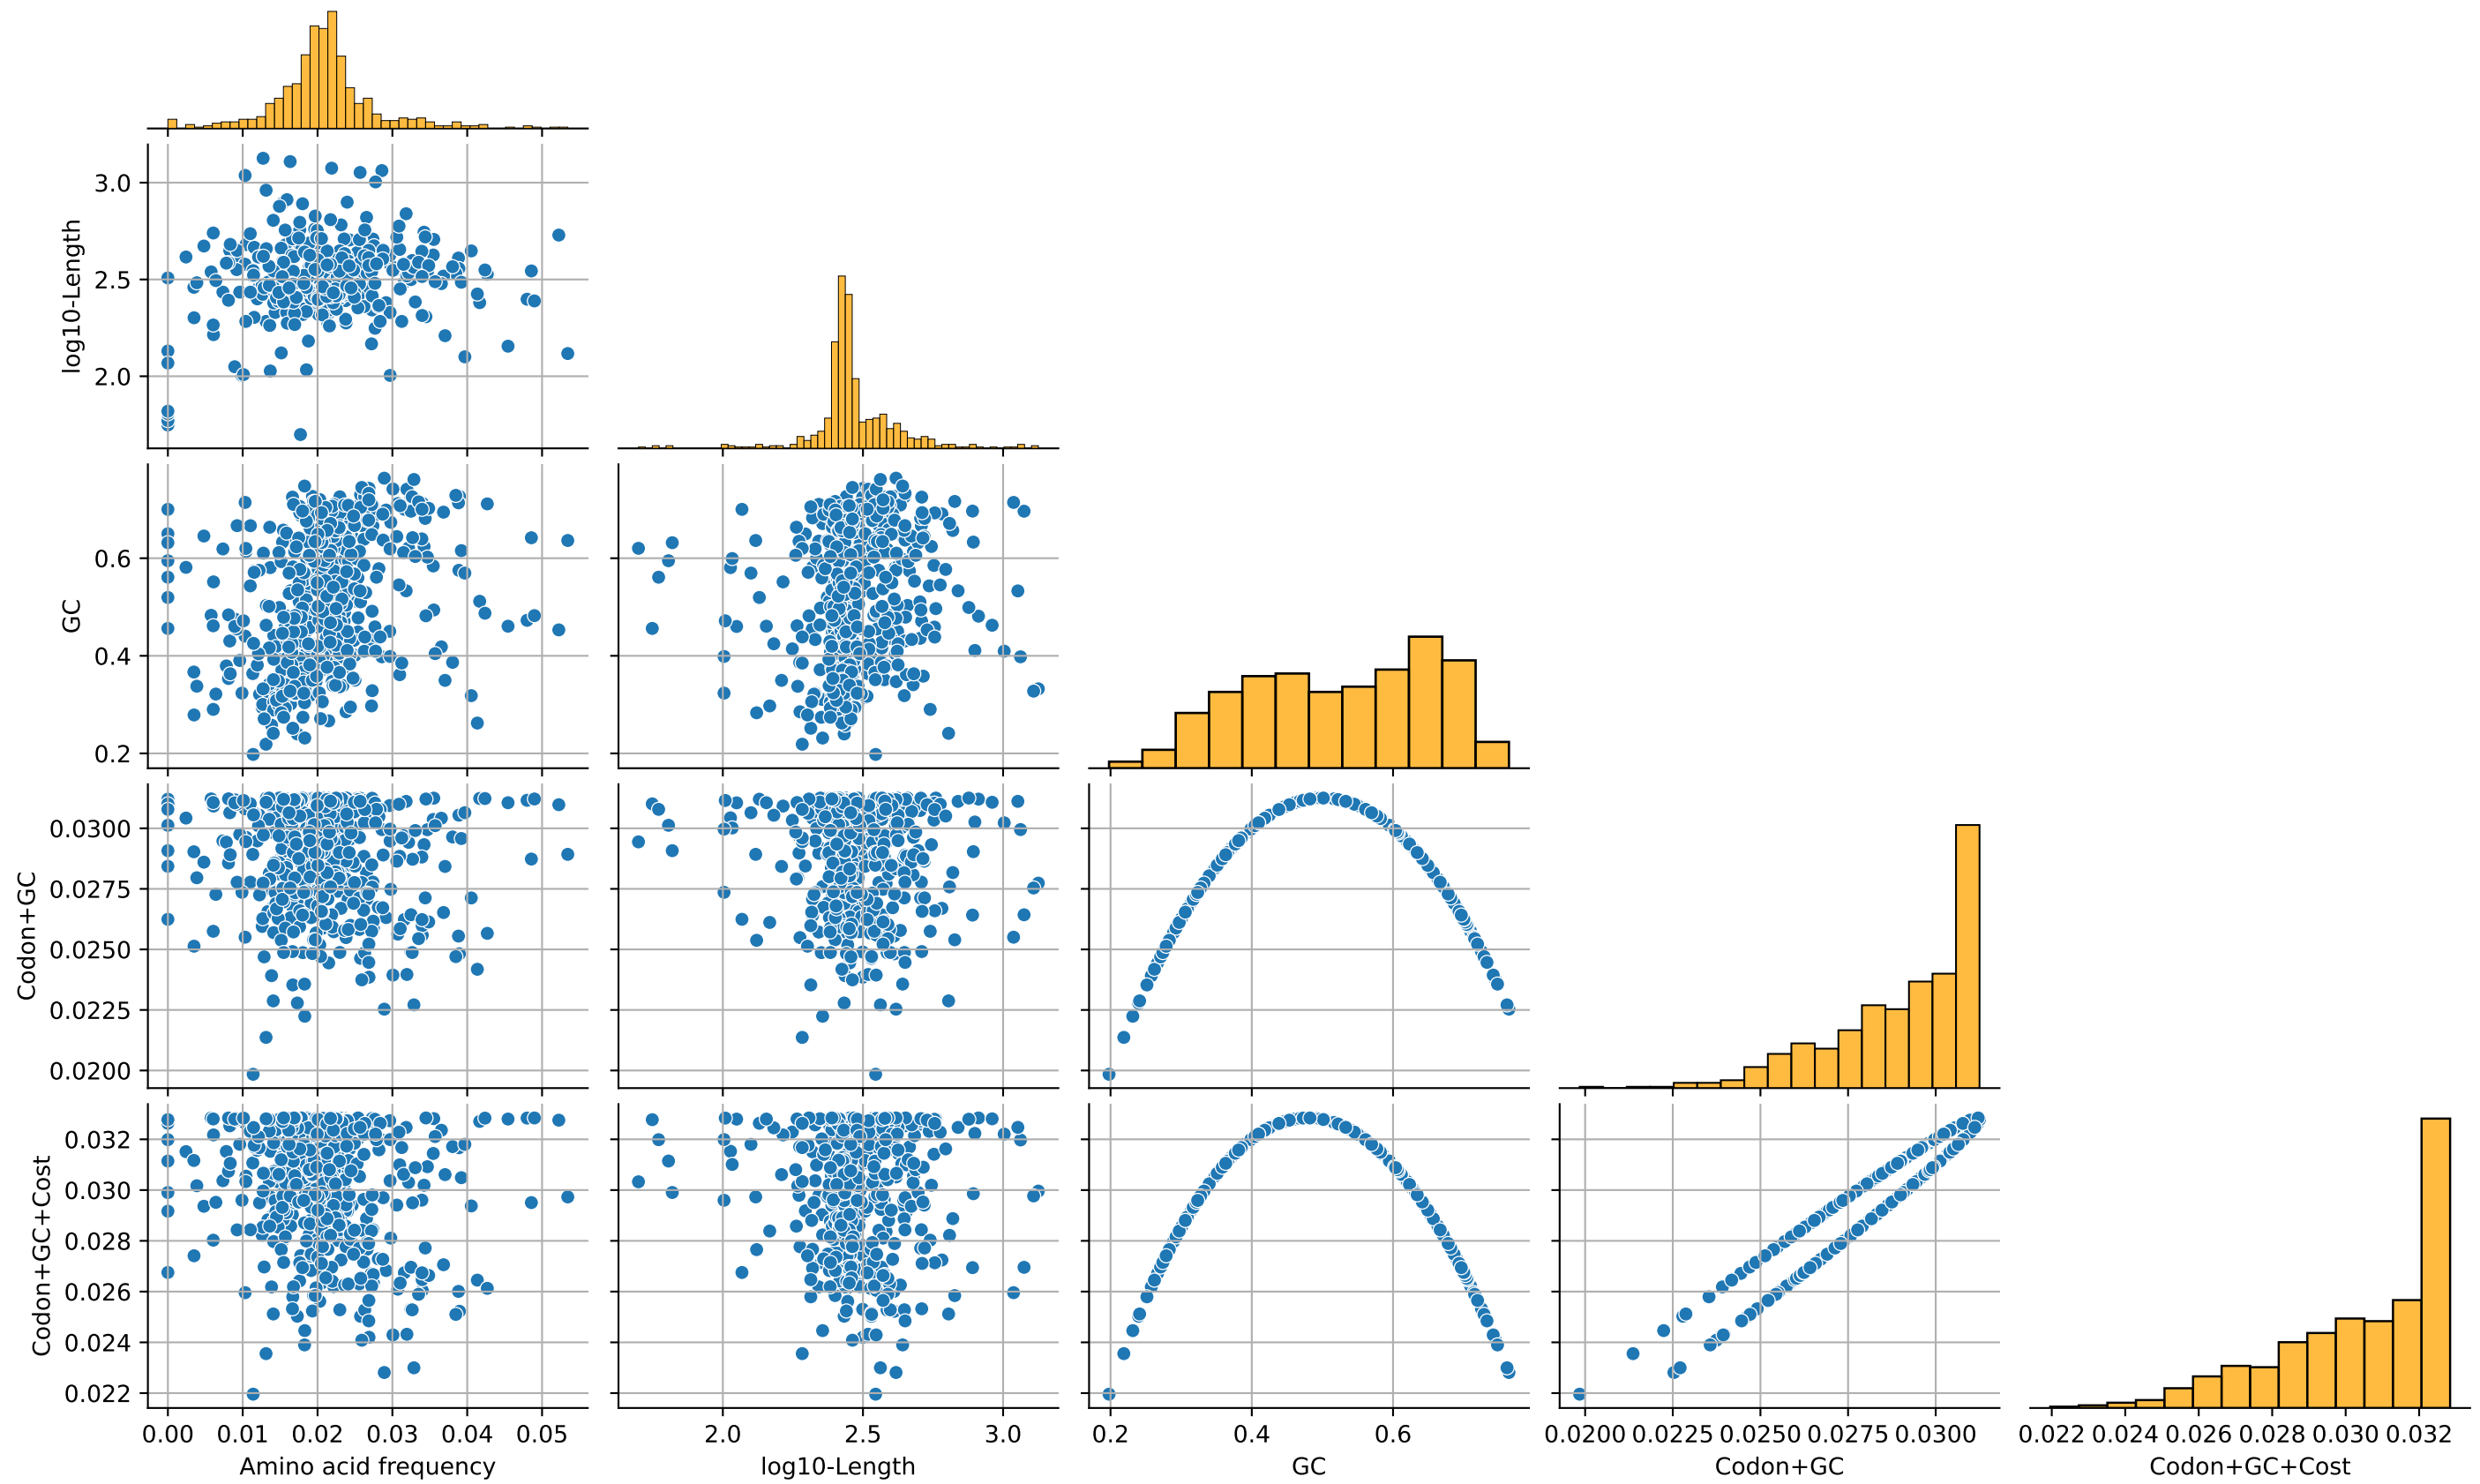 3.0
2.5
2.0
log10-Length
0.6
0.4
0.2
GC
0.0300
0.0275
0.0250
0.0225
0.0200
Codon+GC
0.032
0.030
0.028
0.026
0.024
0.022
Codon+GC+Cost
0.00 0.01 0.02 0.03 0.04 0.05 2.0 2.5 3.0 0.2 0.4 0.6 0.0200 0.0225 0.0250 0.0275 0.0300 0.022 0.024 0.026 0.028 0.030 0.032
Amino acid frequency log10-Length GC Codon+GC Codon+GC+Cost